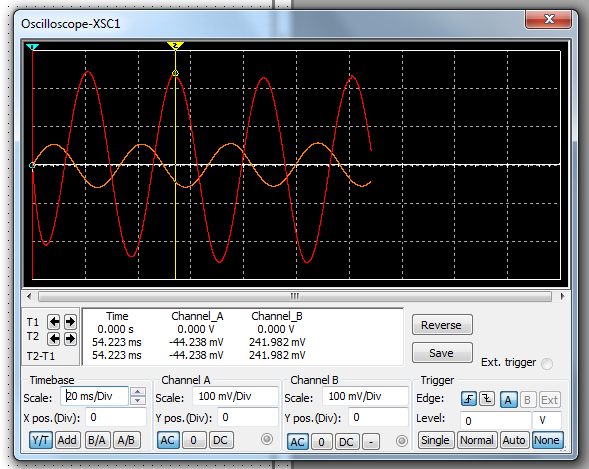 Oscilloscope-XSC1
1 2
T1
T2
T2-T1
Time Channel_A Channel_B
0.000 s 0.000 V 0.000 V
54.223 ms -44.238 mV 241.982 mV
54.223 ms -44.238 mV 241.982 mV
Reverse
Save
Ext. trigger
Timebase
Scale: 20 ms/Div
X pos.(Div): 0
Y/T Add B/A A/B
Channel A
Scale: 100 mV/Div
Y pos.(Div): 0
AC 0 DC
Channel B
Scale: 100 mV/Div
Y pos.(Div): 0
AC 0 DC -
Trigger
Edge: A B Ext
Level: 0 V
Single Normal Auto None